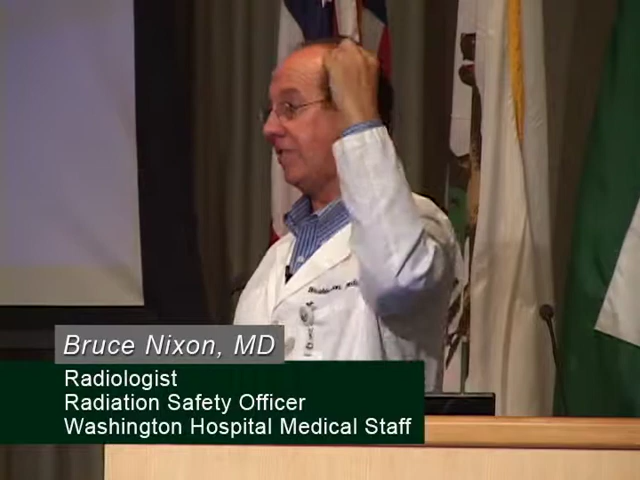 Bruce Nixon, MD
Radiologist
Radiation Safety Officer
Washington Hospital Medical Staff